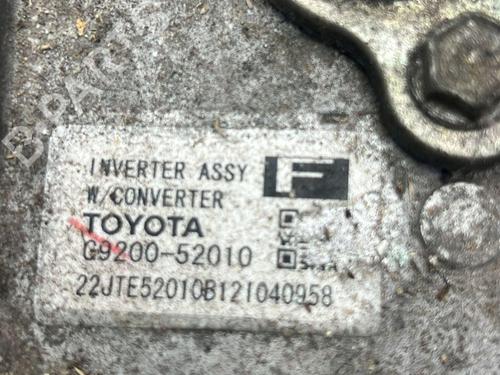 INVERTER ASSY F
W/CONVERTER
TOYOTA
G9200-52010
22JTE52010B121040958